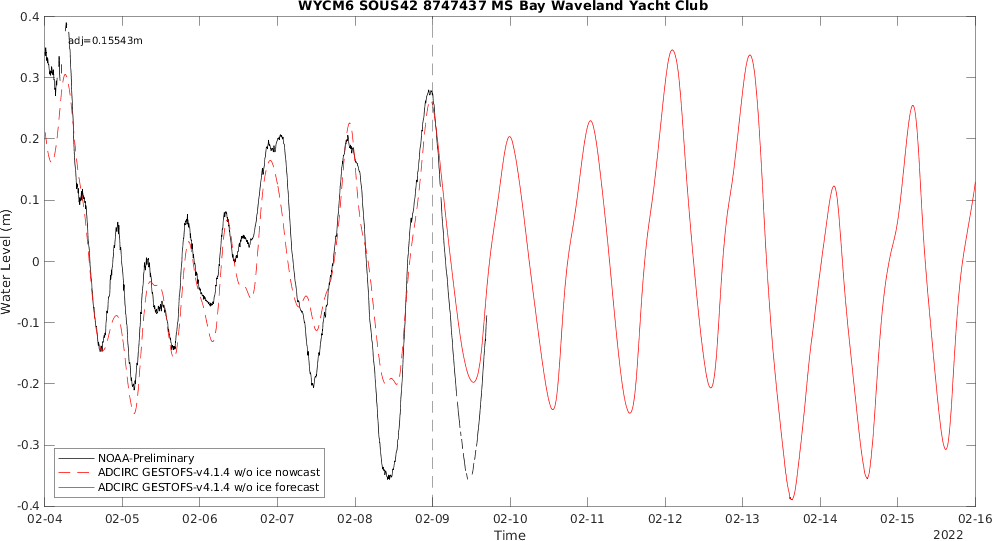 WYCM6 SOUS42 8747437 MS Bay Waveland Yacht Club
adj=0.15543m
0.4
0.3
0.2
0.1
0
-0.1
-0.2
-0.3
-0.4
Water Level (m)
NOAA-Preliminary
ADCIRC GESTOFS-v4.1.4 w/o ice nowcast
ADCIRC GESTOFS-v4.1.4 w/o ice forecast
02-04 02-05 02-06 02-07 02-08 02-09 02-10 02-11 02-12 02-13 02-14 02-15 02-16
Time
2022